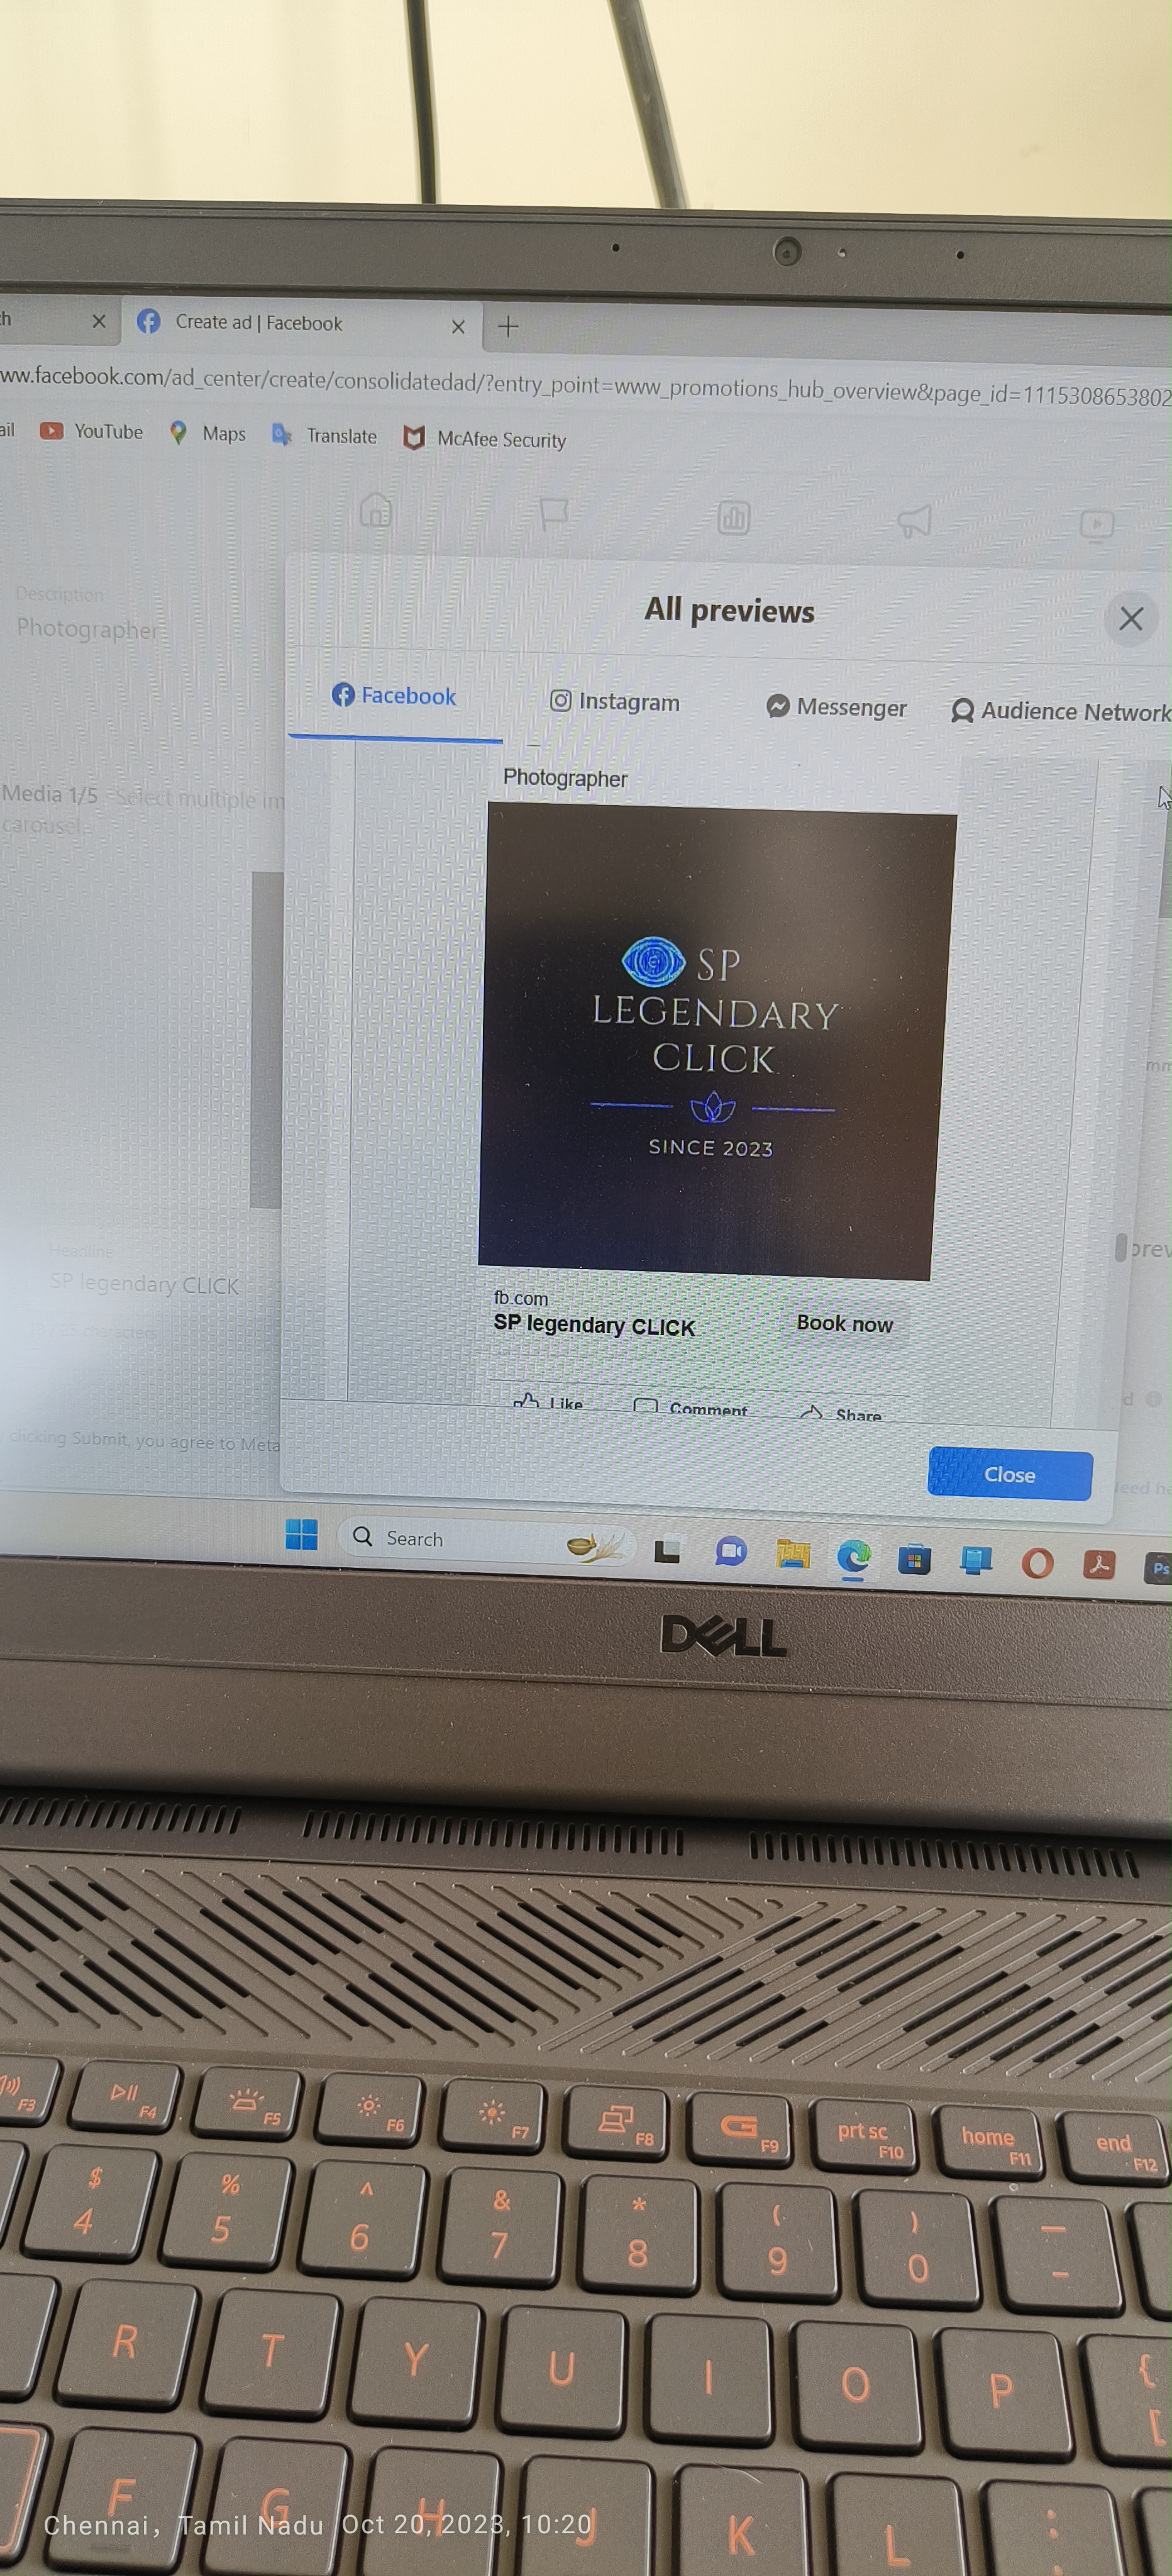 Create ad | Facebook
ww.facebook.com/ad_center/create/consolidatedad/?entry_point=www_promotions_hub_overview&page_id=1115308653802
ail YouTube Maps Translate McAfee Security
Description
Photographer
All previews
Facebook Instagram Messenger Audience Network
Media 1/5 · Select multiple im
carousel.
Photographer
SP
LEGENDARY
CLICK
SINCE 2023
Headline
SP legendary CLICK
fb.com
SP legendary CLICK
Book now
Like Comment Share
clicking Submit, you agree to Meta
Close
Search
Ps
DELL
F3 F4 F5 F6 F7 F8 G F9 prt sc F10 home F11 end F12
$ % ^ & * ( ) _
4 5 6 7 8 9 0 -
R T Y U I O P { [
F G H J K L : ;
Chennai, Tamil Nadu Oct 20, 2023, 10:20